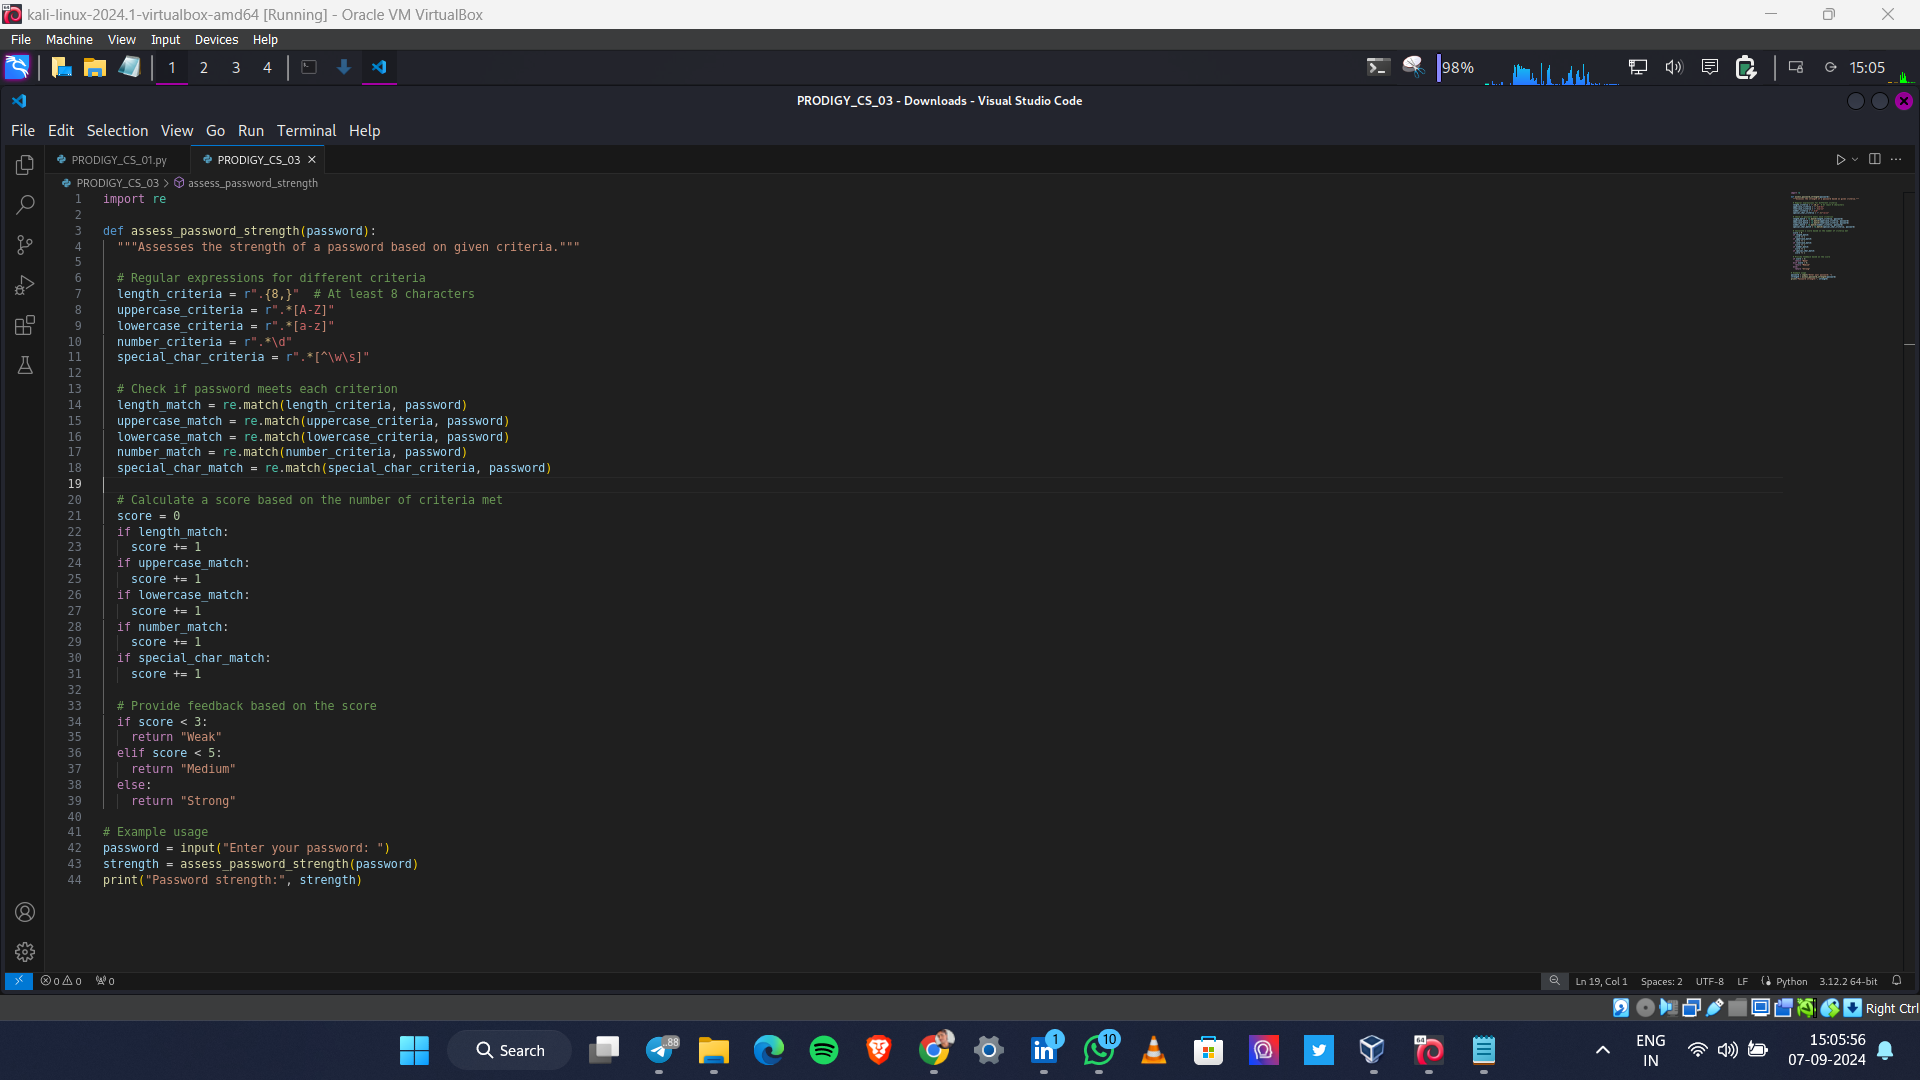 kali-linux-2024.1-virtualbox-amd64 [Running] - Oracle VM VirtualBox
File Machine View Input Devices Help
1 2 3 4 98% 15:05
PRODIGY_CS_03 - Downloads - Visual Studio Code
File Edit Selection View Go Run Terminal Help
PRODIGY_CS_01.py PRODIGY_CS_03
PRODIGY_CS_03 > assess_password_strength
1 import re
2
3 def assess_password_strength(password):
4   """Assesses the strength of a password based on given criteria."""
5
6   # Regular expressions for different criteria
7   length_criteria = r".{8,}"  # At least 8 characters
8   uppercase_criteria = r".*[A-Z]"
9   lowercase_criteria = r".*[a-z]"
10   number_criteria = r".*\d"
11   special_char_criteria = r".*[^\w\s]"
12
13   # Check if password meets each criterion
14   length_match = re.match(length_criteria, password)
15   uppercase_match = re.match(uppercase_criteria, password)
16   lowercase_match = re.match(lowercase_criteria, password)
17   number_match = re.match(number_criteria, password)
18   special_char_match = re.match(special_char_criteria, password)
19
20   # Calculate a score based on the number of criteria met
21   score = 0
22   if length_match:
23     score += 1
24   if uppercase_match:
25     score += 1
26   if lowercase_match:
27     score += 1
28   if number_match:
29     score += 1
30   if special_char_match:
31     score += 1
32
33   # Provide feedback based on the score
34   if score < 3:
35     return "Weak"
36   elif score < 5:
37     return "Medium"
38   else:
39     return "Strong"
40
41 # Example usage
42 password = input("Enter your password: ")
43 strength = assess_password_strength(password)
44 print("Password strength:", strength)
0 0 0 Ln 19, Col 1 Spaces: 2 UTF-8 LF Python 3.12.2 64-bit
Right Ctrl
Search 88 1 10 64 ENG IN 15:05:56
07-09-2024